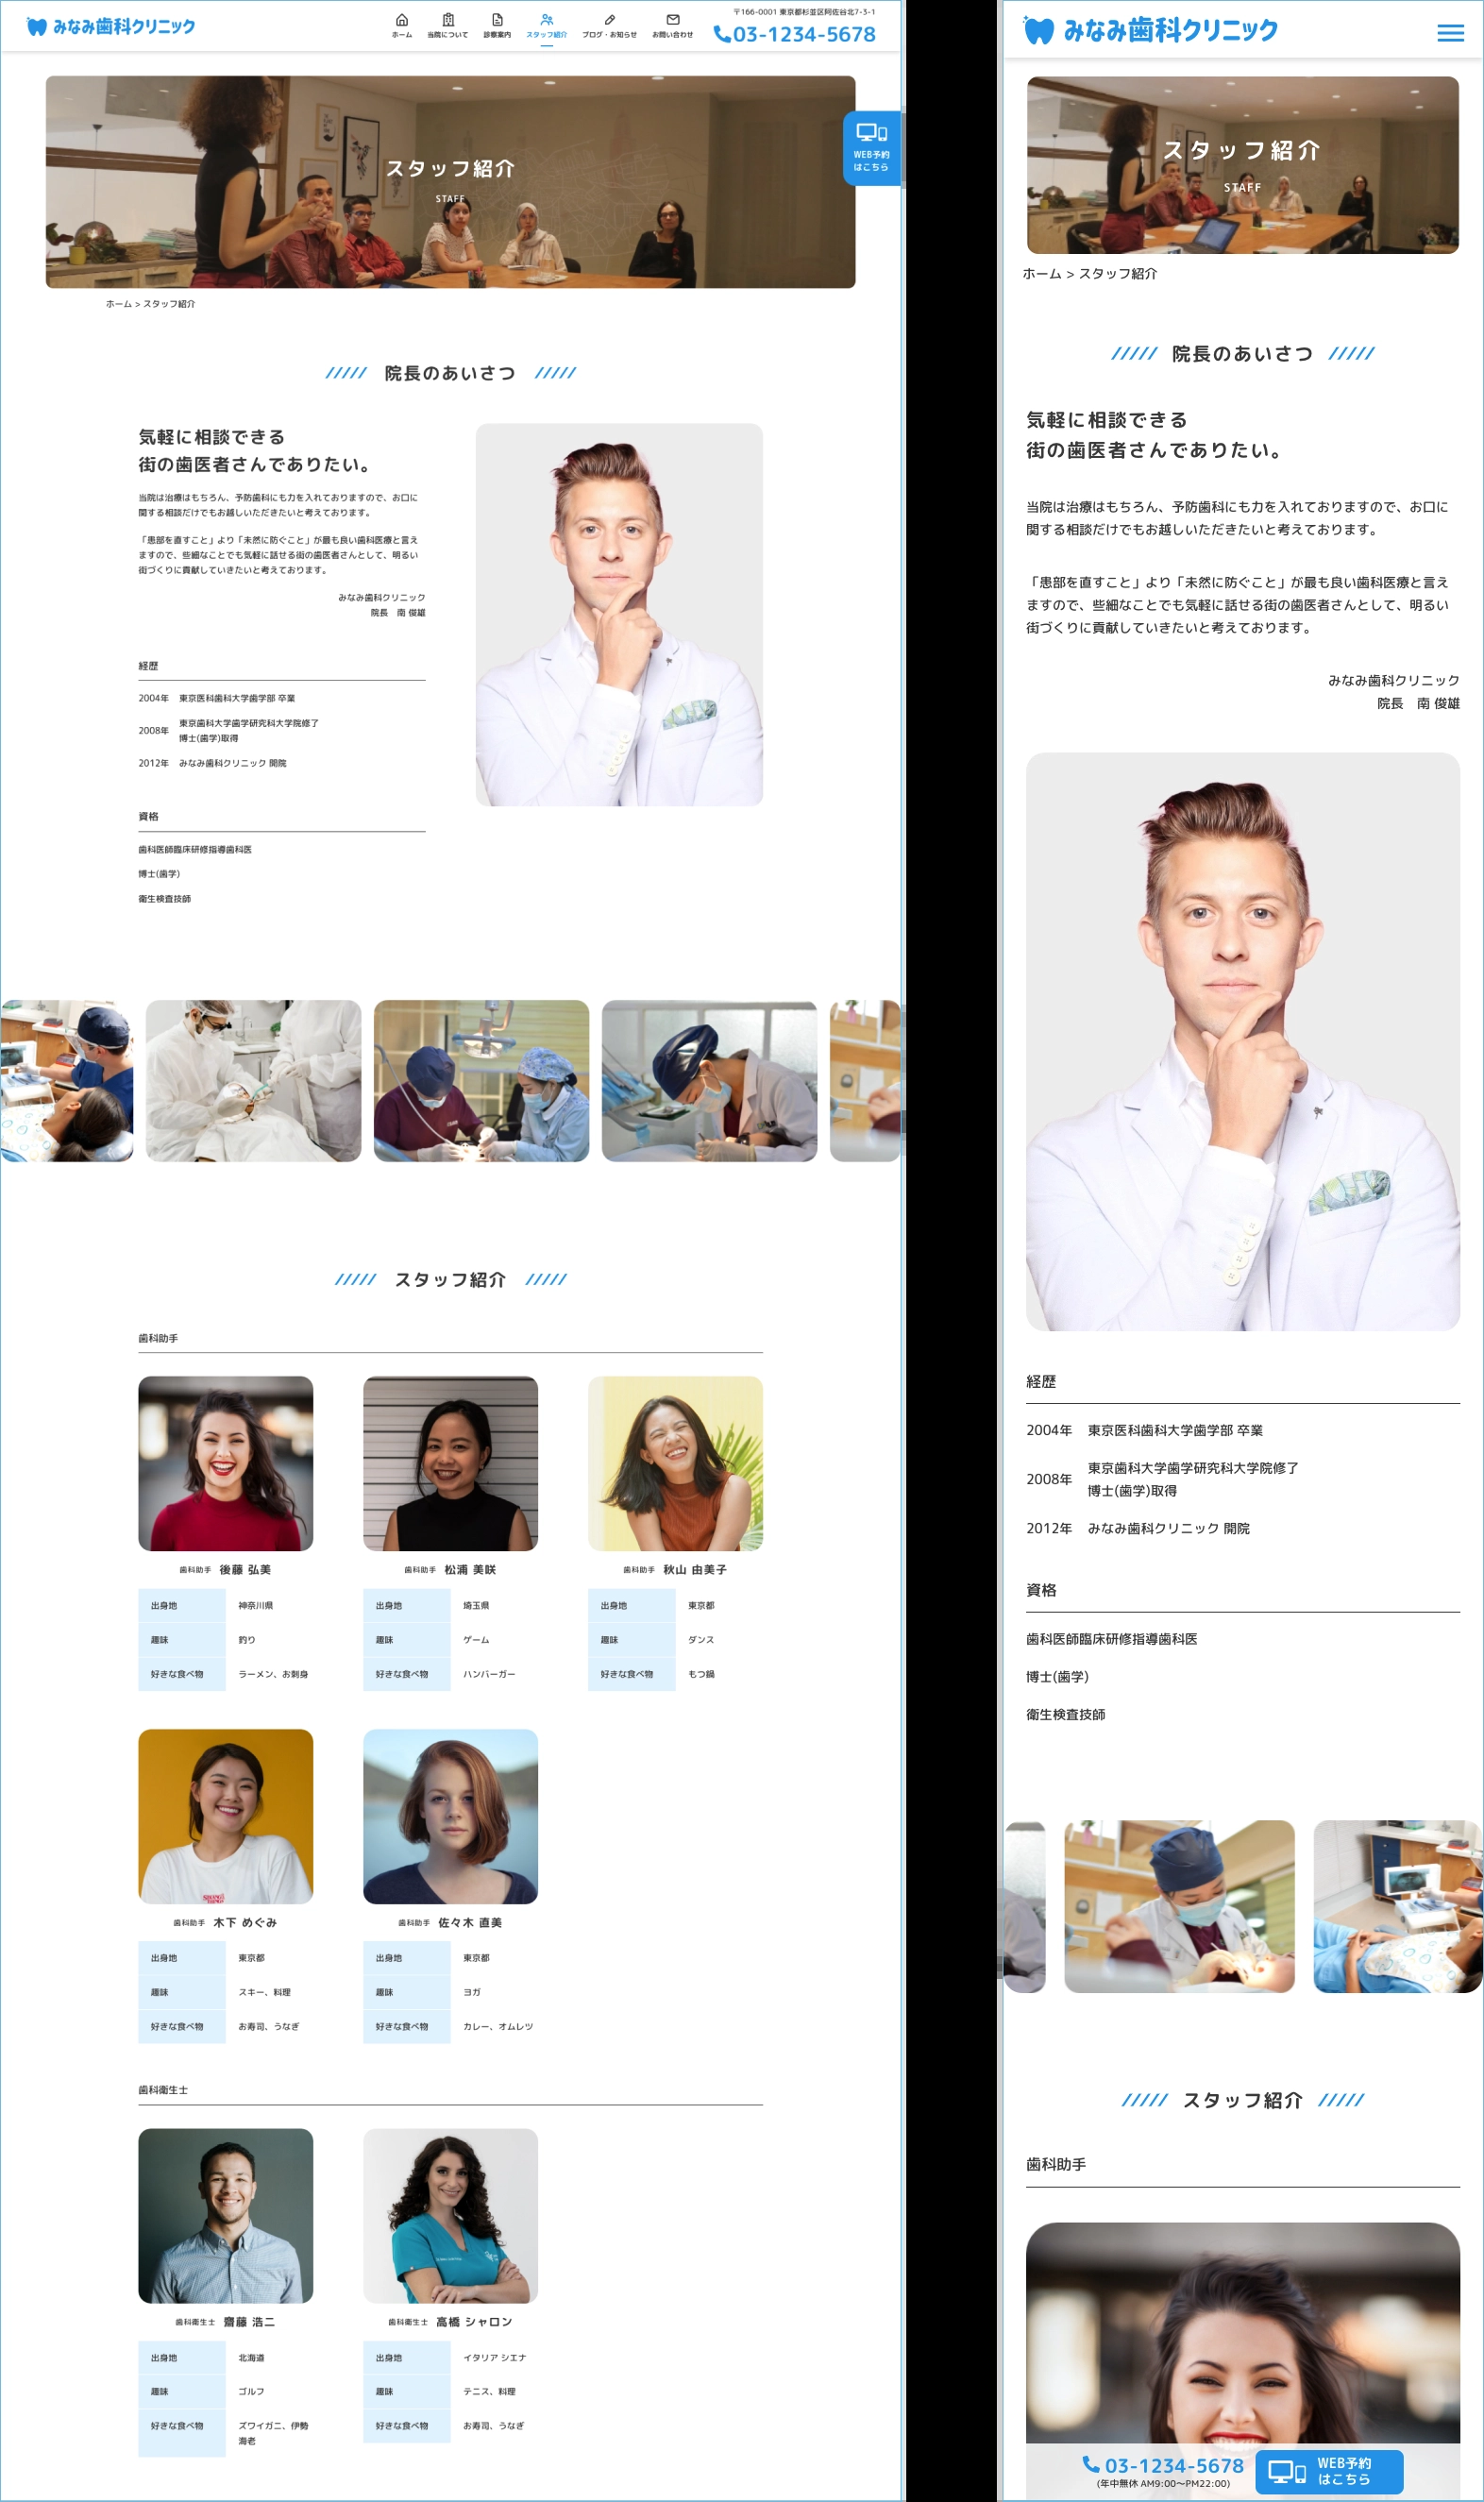 みなみ歯科クリニック
ホーム
当院について
診察案内
スタッフ紹介
ブログ・お知らせ
お問い合わせ
〒166-0001 東京都杉並区阿佐谷北7-3-1
03-1234-5678
スタッフ紹介
STAFF
WEB予約
はこちら
ホーム > スタッフ紹介
院長のあいさつ
気軽に相談できる
街の歯医者さんでありたい。
当院は治療はもちろん、予防歯科にも力を入れておりますので、お口に
関する相談だけでもお越しいただきたいと考えております。
「患部を直すこと」より「未然に防ぐこと」が最も良い歯科医療と言え
ますので、些細なことでも気軽に話せる街の歯医者さんとして、明るい
街づくりに貢献していきたいと考えております。
みなみ歯科クリニック
院長　南 俊雄
経歴
2004年 東京医科歯科大学歯学部 卒業
2008年 東京歯科大学歯学研究科大学院修了
博士(歯学)取得
2012年 みなみ歯科クリニック 開院
資格
歯科医師臨床研修指導歯科医
博士(歯学)
衛生検査技師
スタッフ紹介
歯科助手
歯科助手 後藤 弘美
出身地 神奈川県
趣味 釣り
好きな食べ物 ラーメン、お刺身
歯科助手 松浦 美咲
出身地 埼玉県
趣味 ゲーム
好きな食べ物 ハンバーガー
歯科助手 秋山 由美子
出身地 東京都
趣味 ダンス
好きな食べ物 もつ鍋
歯科助手 木下 めぐみ
出身地 東京都
趣味 スキー、料理
好きな食べ物 お寿司、うなぎ
歯科助手 佐々木 直美
出身地 東京都
趣味 ヨガ
好きな食べ物 カレー、オムレツ
歯科衛生士
歯科衛生士 齋藤 浩二
出身地 北海道
趣味 ゴルフ
好きな食べ物 ズワイガニ、伊勢
海老
歯科衛生士 高橋 シャロン
出身地 イタリア シエナ
趣味 テニス、料理
好きな食べ物 お寿司、うなぎ
みなみ歯科クリニック
スタッフ紹介
STAFF
ホーム > スタッフ紹介
院長のあいさつ
気軽に相談できる
街の歯医者さんでありたい。
当院は治療はもちろん、予防歯科にも力を入れておりますので、お口に
関する相談だけでもお越しいただきたいと考えております。
「患部を直すこと」より「未然に防ぐこと」が最も良い歯科医療と言え
ますので、些細なことでも気軽に話せる街の歯医者さんとして、明るい
街づくりに貢献していきたいと考えております。
みなみ歯科クリニック
院長　南 俊雄
経歴
2004年 東京医科歯科大学歯学部 卒業
2008年 東京歯科大学歯学研究科大学院修了
博士(歯学)取得
2012年 みなみ歯科クリニック 開院
資格
歯科医師臨床研修指導歯科医
博士(歯学)
衛生検査技師
スタッフ紹介
歯科助手
03-1234-5678
(年中無休 AM9:00〜PM22:00)
WEB予約
はこちら